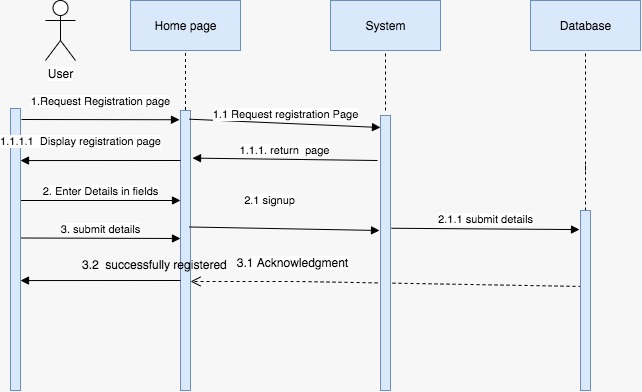 Home page
System
Database
User
1.Request Registration page
1.1 Request registration Page
1.1.1.1 Display registration page
1.1.1. return page
2. Enter Details in fields
2.1 signup
2.1.1 submit details
3. submit details
3.2 successfully registered
3.1 Acknowledgment